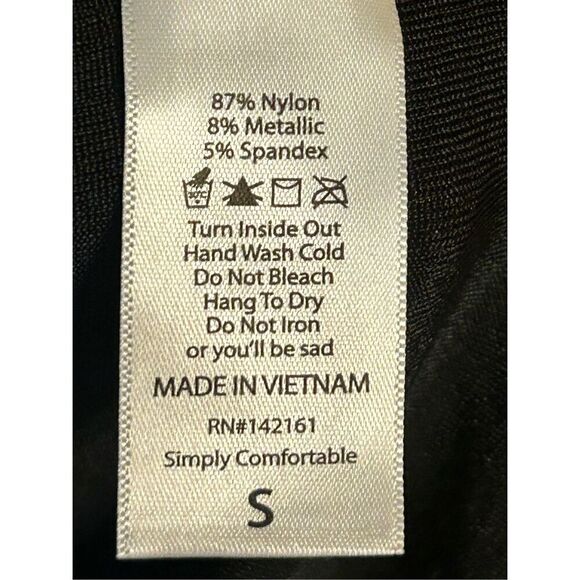 87% Nylon
8% Metallic
5% Spandex
30°C
Turn Inside Out
Hand Wash Cold
Do Not Bleach
Hang To Dry
Do Not Iron
or you'll be sad
MADE IN VIETNAM
RN#142161
Simply Comfortable
S